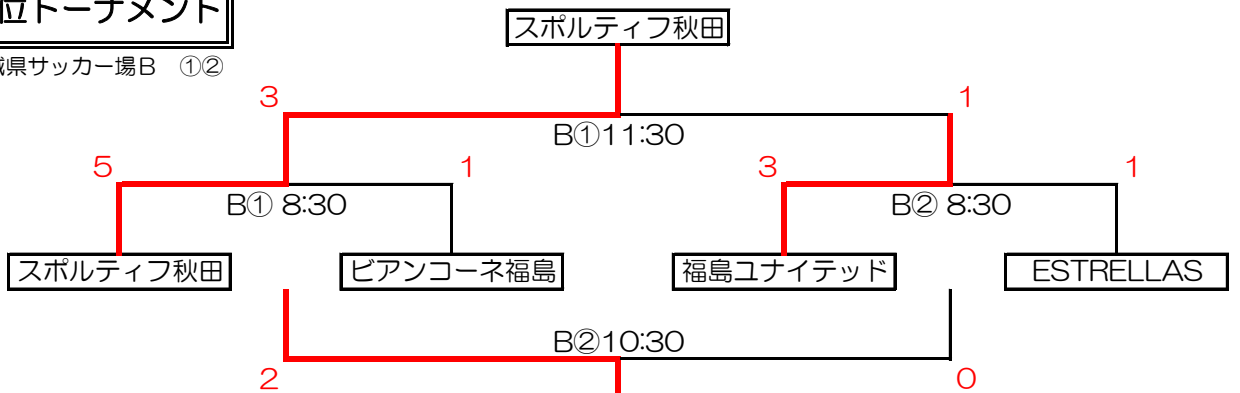 位トーナメント
県サッカー場B ①②
スポルティフ秋田
3
1
B①11:30
5
1
3
1
B① 8:30
B② 8:30
スポルティフ秋田
ビアンコーネ福島
福島ユナイテッド
ESTRELLAS
B②10:30
2
0